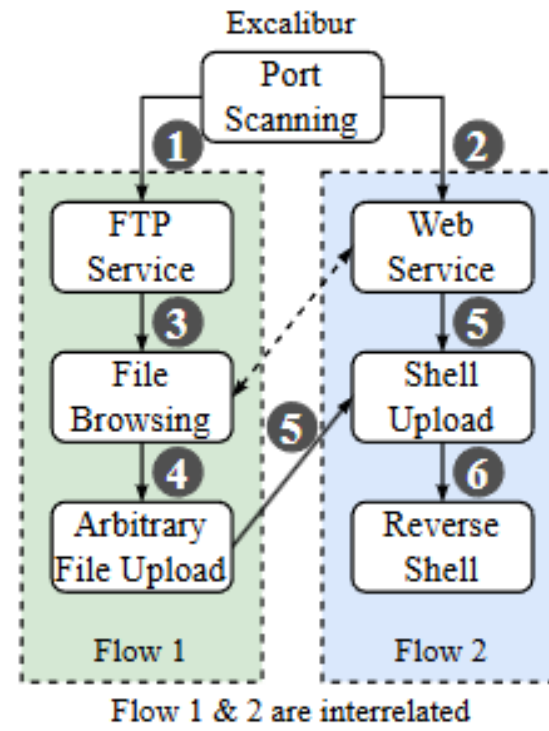 Excalibur
Port
Scanning
1
2
FTP
Service
Web
Service
3
5
File
Browsing
Shell
Upload
5
4
6
Arbitrary
File Upload
Reverse
Shell
Flow 1
Flow 2
Flow 1 & 2 are interrelated